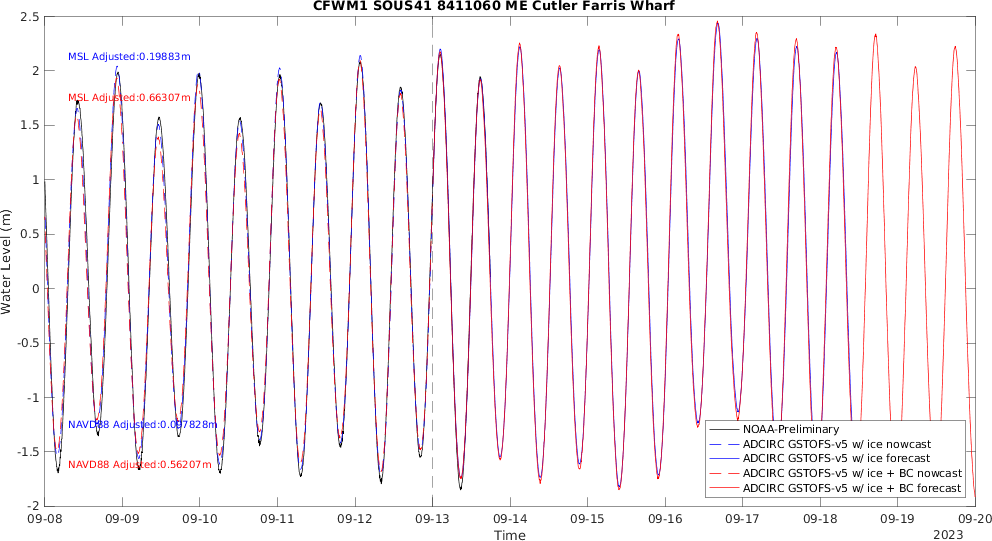 CFWM1 SOUS41 8411060 ME Cutler Farris Wharf
2.5
2
1.5
1
0.5
0
-0.5
-1
-1.5
-2
Water Level (m)
MSL Adjusted:0.19883m
MSL Adjusted:0.66307m
NAVD88 Adjusted:0.097828m
NAVD88 Adjusted:0.56207m
NOAA-Preliminary
ADCIRC GSTOFS-v5 w/ ice nowcast
ADCIRC GSTOFS-v5 w/ ice forecast
ADCIRC GSTOFS-v5 w/ ice + BC nowcast
ADCIRC GSTOFS-v5 w/ ice + BC forecast
09-08 09-09 09-10 09-11 09-12 09-13 09-14 09-15 09-16 09-17 09-18 09-19 09-20
Time
2023